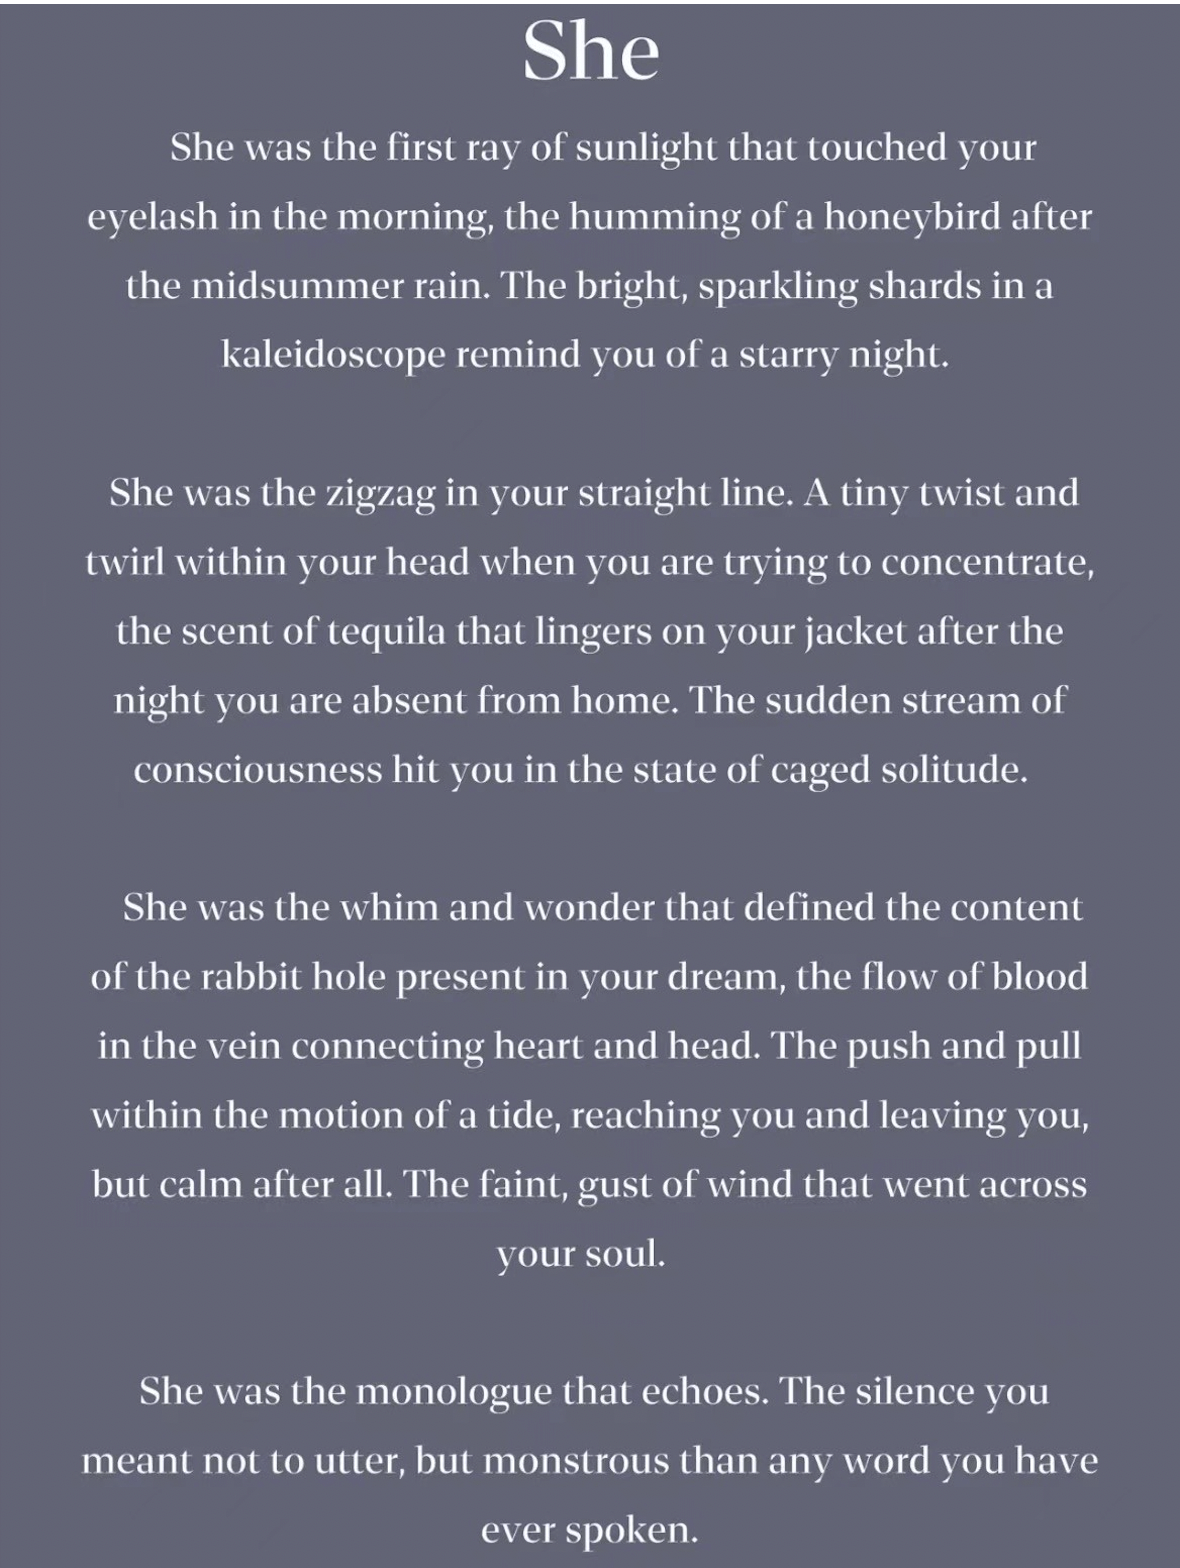 She
She was the first ray of sunlight that touched your
eyelash in the morning, the humming of a honeybird after
the midsummer rain. The bright, sparkling shards in a
kaleidoscope remind you of a starry night.
She was the zigzag in your straight line. A tiny twist and
twirl within your head when you are trying to concentrate,
the scent of tequila that lingers on your jacket after the
night you are absent from home. The sudden stream of
consciousness hit you in the state of caged solitude.
She was the whim and wonder that defined the content
of the rabbit hole present in your dream, the flow of blood
in the vein connecting heart and head. The push and pull
within the motion of a tide, reaching you and leaving you,
but calm after all. The faint, gust of wind that went across
your soul.
She was the monologue that echoes. The silence you
meant not to utter, but monstrous than any word you have
ever spoken.